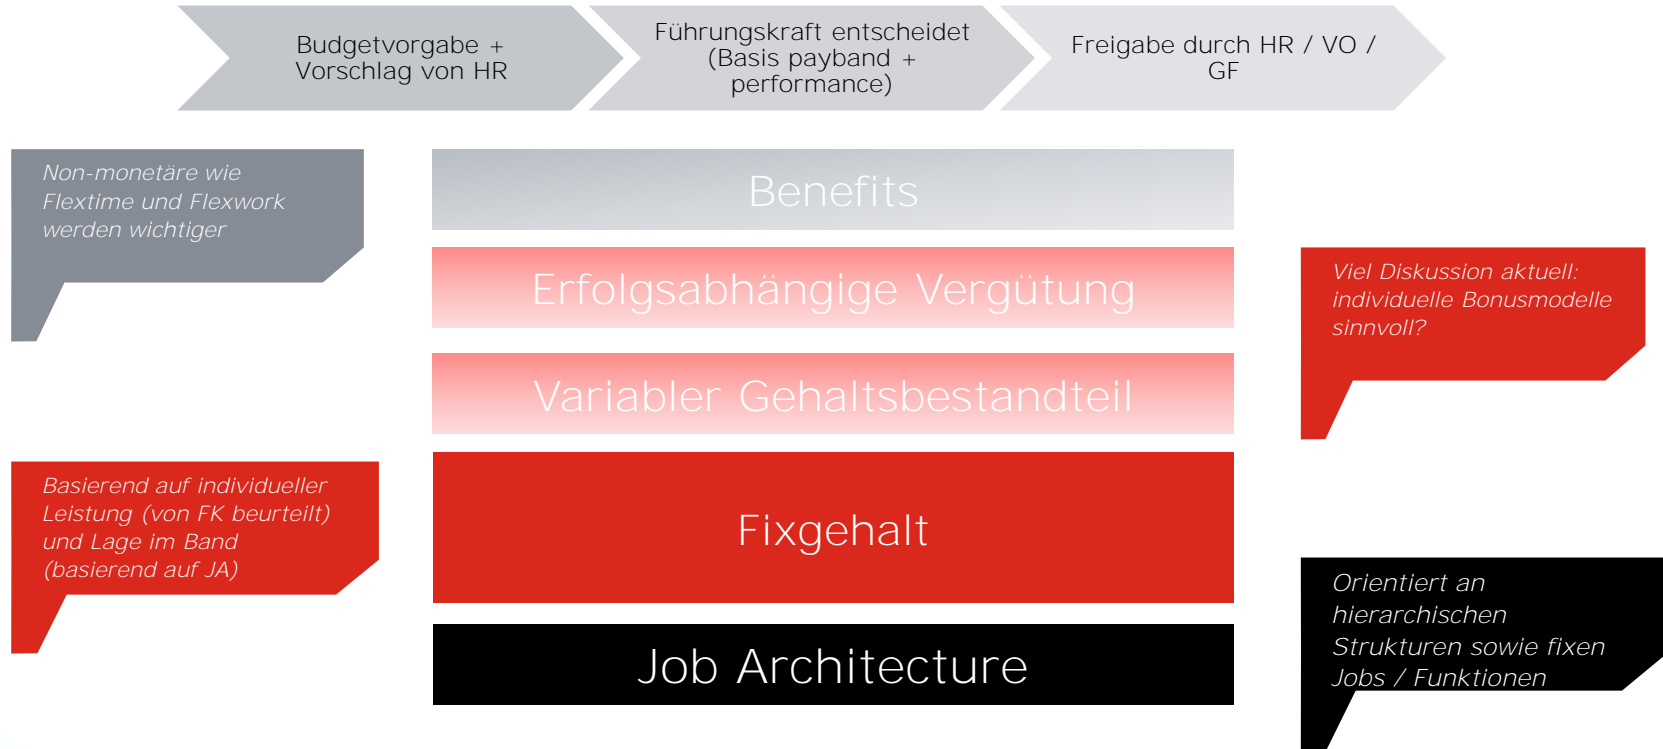 Budgetvorgabe +
Vorschlag von HR
Führungskraft entscheidet
(Basis payband +
performance)
Freigabe durch HR / VO /
GF
Non-monetäre wie
Flextime und Flexwork
werden wichtiger
Benefits
Erfolgsabhängige Vergütung
Viel Diskussion aktuell:
individuelle Bonusmodelle
sinnvoll?
Variabler Gehaltsbestandteil
Basierend auf individueller
Leistung (von FK beurteilt)
und Lage im Band
(basierend auf JA)
Fixgehalt
Orientiert an
hierarchischen
Strukturen sowie fixen
Jobs / Funktionen
Job Architecture